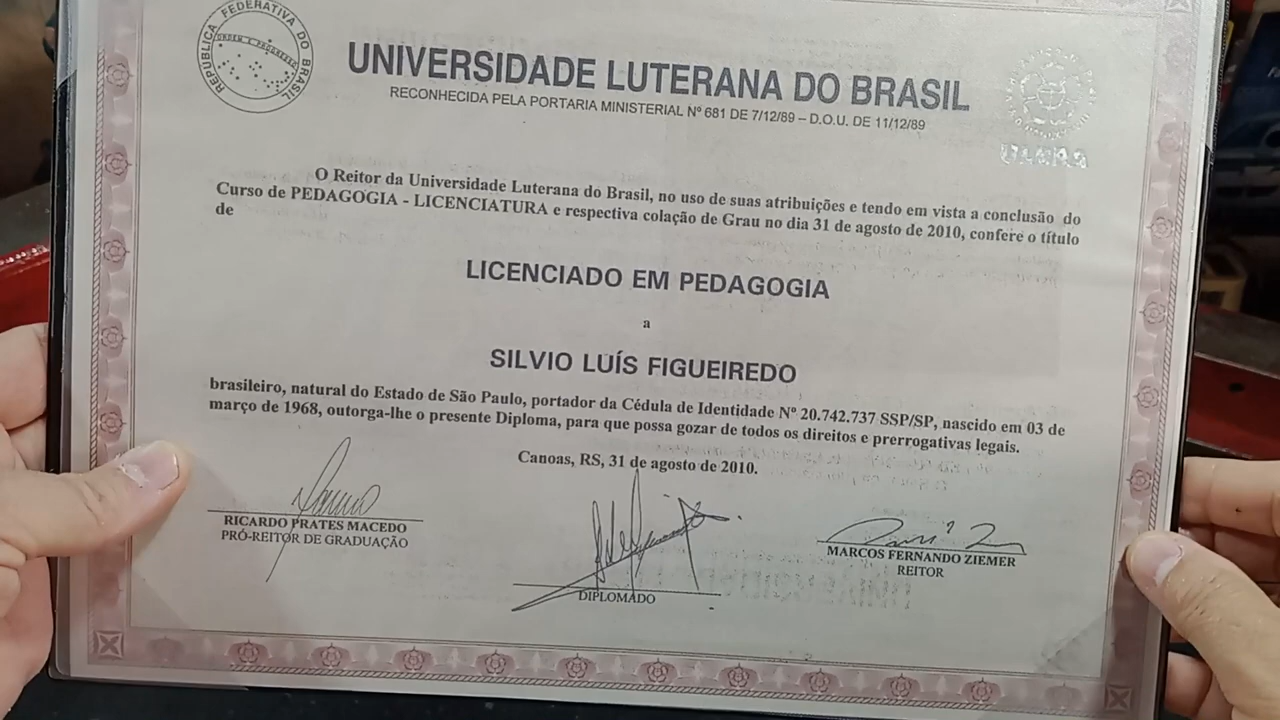 REPÚBLICA FEDERATIVA DO BRASIL
ORDEM E PROGRESSO
UNIVERSIDADE LUTERANA DO BRASIL
RECONHECIDA PELA PORTARIA MINISTERIAL Nº 681 DE 7/12/89 – D.O.U. DE 11/12/89
ULBRA
O Reitor da Universidade Luterana do Brasil, no uso de suas atribuições e tendo em vista a conclusão do
Curso de PEDAGOGIA - LICENCIATURA e respectiva colação de Grau no dia 31 de agosto de 2010, confere o título
de
LICENCIADO EM PEDAGOGIA
a
SILVIO LUÍS FIGUEIREDO
brasileiro, natural do Estado de São Paulo, portador da Cédula de Identidade Nº 20.742.737 SSP/SP, nascido em 03 de
março de 1968, outorga-lhe o presente Diploma, para que possa gozar de todos os direitos e prerrogativas legais.
Canoas, RS, 31 de agosto de 2010.
RICARDO PRATES MACEDO
PRÓ-REITOR DE GRADUAÇÃO
DIPLOMADO
MARCOS FERNANDO ZIEMER
REITOR